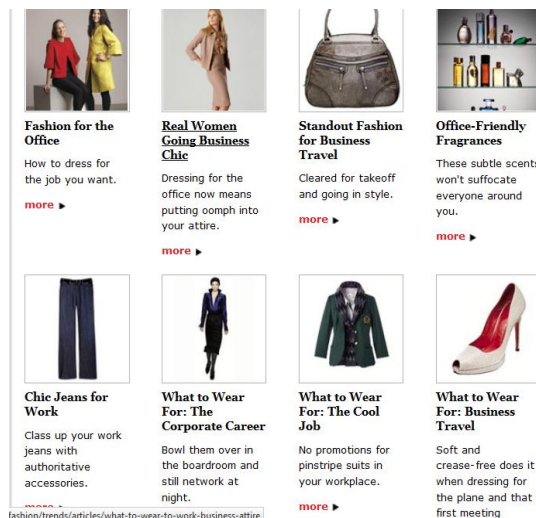 Fashion for the
Office
How to dress for
the job you want.
more
Real Women
Going Business
Chic
Dressing for the
office now means
putting oomph into
your attire.
more
Standout Fashion
for Business
Travel
Cleared for takeoff
and going in style.
more
Office-Friendly
Fragrances
These subtle scents
won't suffocate
everyone around
you.
more
Chic Jeans for
Work
Class up your work
jeans with
authoritative
accessories.
more
What to Wear
For: The
Corporate Career
Bowl them over in
the boardroom and
still network at
night.
What to Wear
For: The Cool
Job
No promotions for
pinstripe suits in
your workplace.
more
What to Wear
For: Business
Travel
Soft and
crease-free does it
when dressing for
the plane and that
first meeting
fashion/trends/articles/what-to-wear-to-work-business-attire